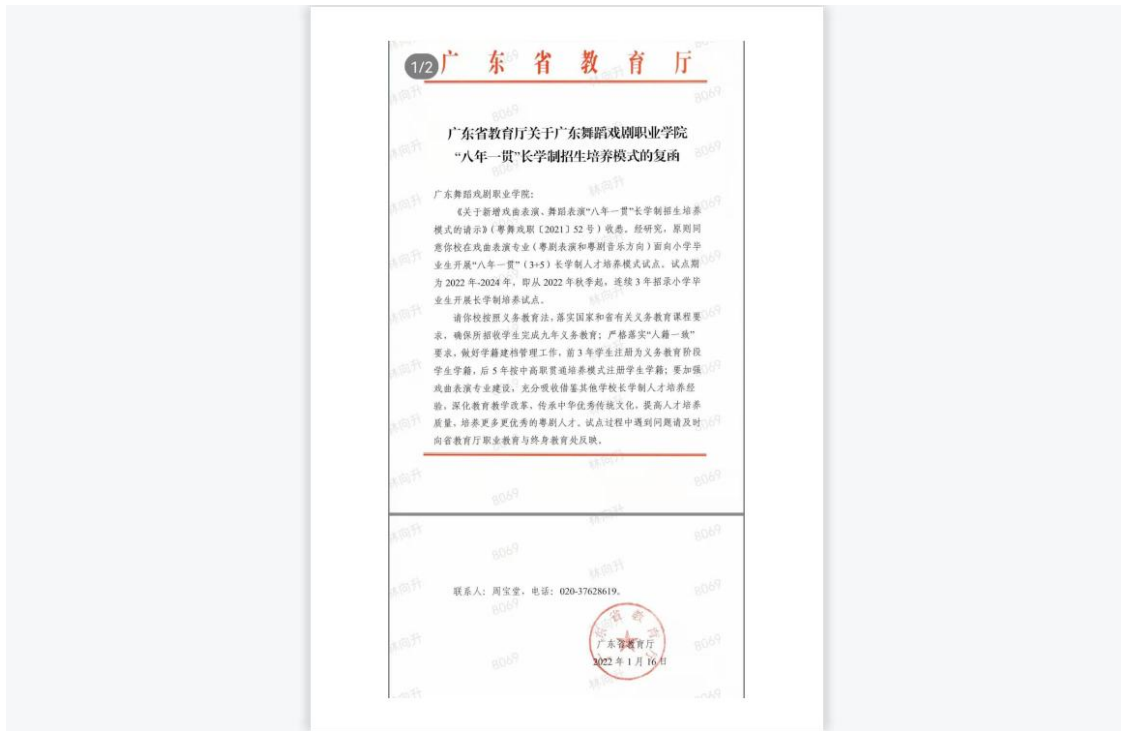 1/2
广东省教育厅
广东省教育厅关于广东舞蹈戏剧职业学院
“八年一贯”长学制招生培养模式的复函
广东舞蹈戏剧职业学院：
《关于新增戏曲表演、舞蹈表演“八年一贯”长学制招生培养
模式的请示》（粤舞戏职〔2021〕52 号）收悉。经研究，原则同
意你校在戏曲表演专业（粤剧表演和粤剧音乐方向）面向小学毕
业生开展“八年一贯”（3+5）长学制人才培养模式试点。试点期
为 2022 年-2024 年，即从 2022 年秋季起，连续 3 年招录小学毕
业生开展长学制培养试点。
请你校按照义务教育法，落实国家和省有关义务教育课程要
求，确保所招收学生完成九年义务教育；严格落实“人籍一致”
要求，做好学籍建档管理工作，前 3 年学生注册为义务教育阶段
学生学籍，后 5 年按中高职贯通培养模式注册学生学籍；要加强
戏曲表演专业建设，充分吸收借鉴其他学校长学制人才培养经
验，深化教育教学改革，传承中华优秀传统文化，提高人才培养
质量，培养更多更优秀的粤剧人才。试点过程中遇到问题请及时
向省教育厅职业教育与终身教育处反映。
联系人：周宝堂，电话：020-37628619。
广东省教育厅
广东省教育厅
2022 年 1 月 16 日
林向升
8069